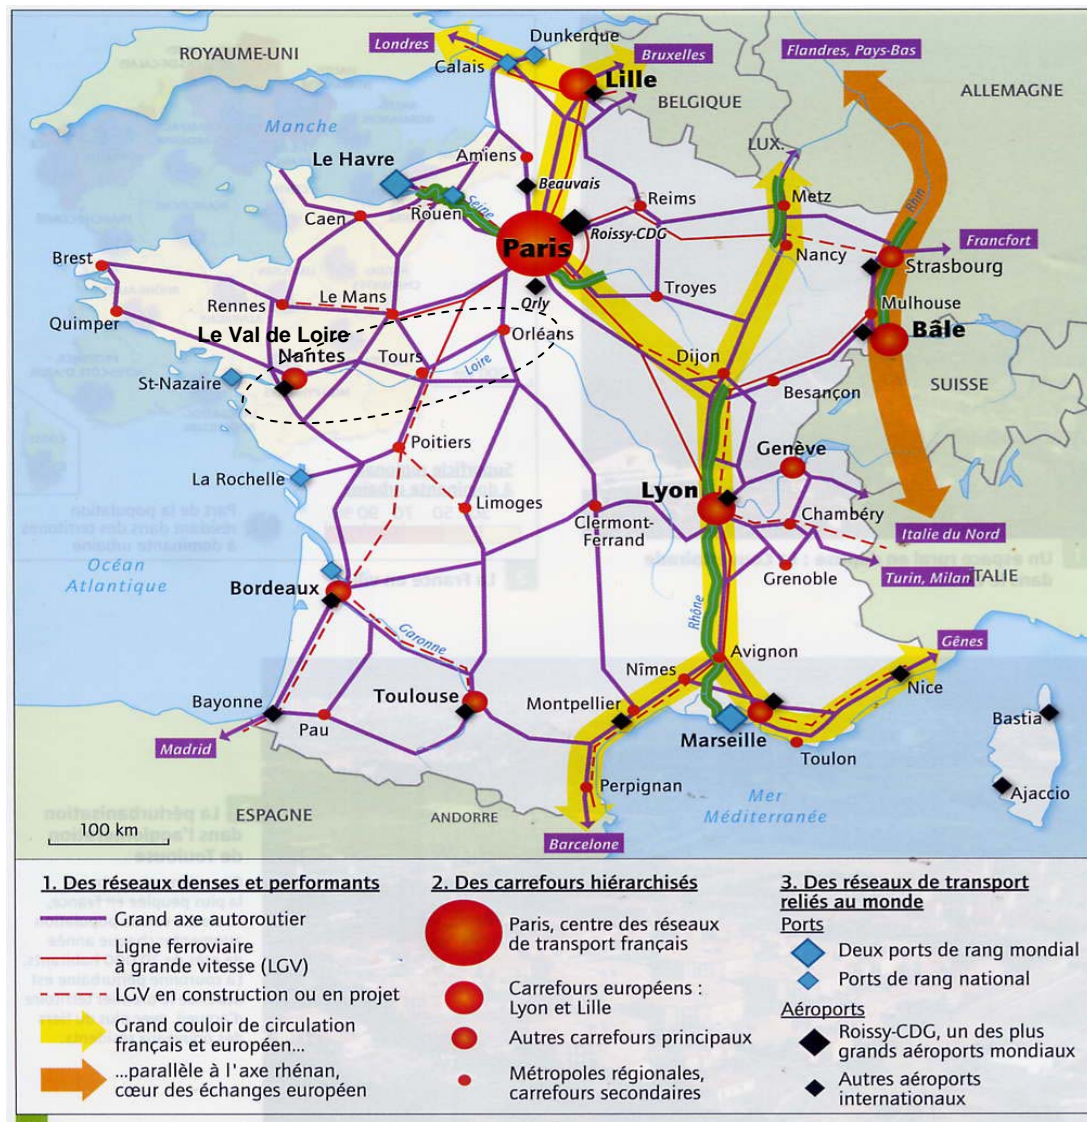 ROYAUME-UNI
Londres
Dunkerque
Calais
Bruxelles
Lille
BELGIQUE
Flandres, Pays-Bas
ALLEMAGNE
Manche
Le Havre
Amiens
Beauvais
LUX.
Rhin
Caen
Rouen
Seine
Reims
Metz
Paris
Roissy-CDG
Nancy
Francfort
Strasbourg
Brest
Quimper
Rennes
Le Mans
Orly
Troyes
Mulhouse
Bâle
Le Val de Loire
Orléans
Nantes
Tours
Loire
Dijon
St-Nazaire
Besançon
SUISSE
Poitiers
La Rochelle
Genève
Limoges
Lyon
Clermont-
Ferrand
Chambéry
Italie du Nord
Océan
Atlantique
Grenoble
Turin, Milan
ITALIE
Bordeaux
Garonne
Rhône
Avignon
Gênes
Nîmes
Nice
Toulouse
Montpellier
Bayonne
Pau
Marseille
Toulon
Bastia
Madrid
Perpignan
Mer
Méditerranée
Ajaccio
ESPAGNE
ANDORRE
Barcelone
100 km
1. Des réseaux denses et performants
Grand axe autoroutier
Ligne ferroviaire
à grande vitesse (LGV)
LGV en construction ou en projet
Grand couloir de circulation
français et européen...
...parallèle à l'axe rhénan,
cœur des échanges européen
2. Des carrefours hiérarchisés
Paris, centre des réseaux
de transport français
Carrefours européens :
Lyon et Lille
Autres carrefours principaux
Métropoles régionales,
carrefours secondaires
3. Des réseaux de transport
reliés au monde
Ports
Deux ports de rang mondial
Ports de rang national
Aéroports
Roissy-CDG, un des plus
grands aéroports mondiaux
Autres aéroports
internationaux